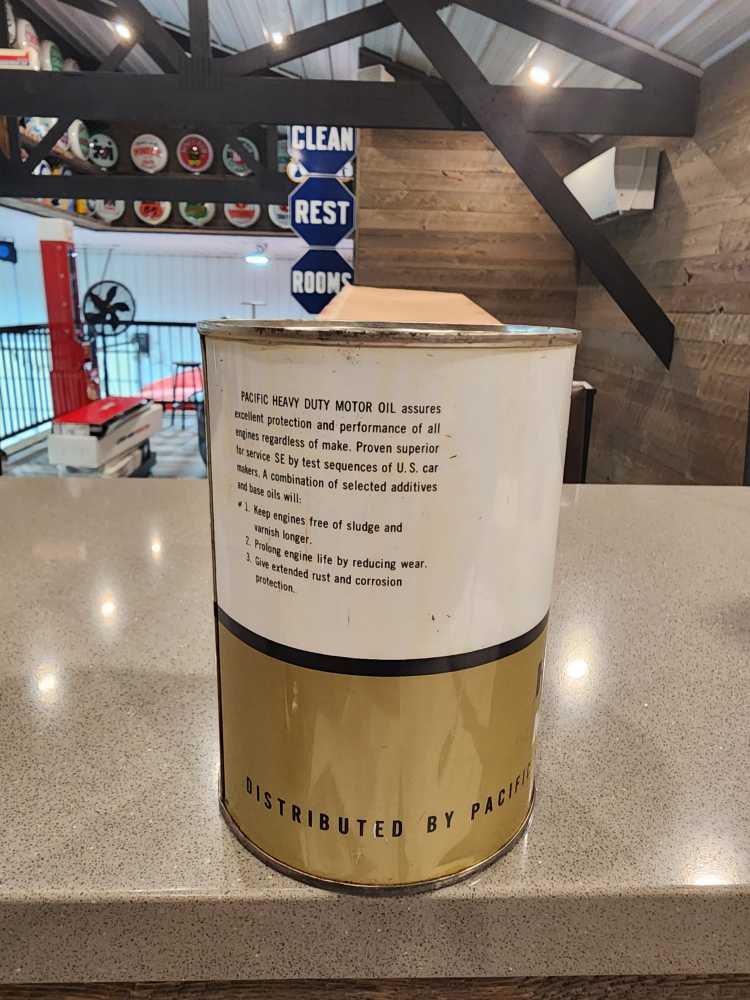 CLEAN
REST
ROOMS
PACIFIC HEAVY DUTY MOTOR OIL assures
excellent protection and performance of all
engines regardless of make. Proven superior
for service SE by test sequences of U.S. car
makers. A combination of selected additives
and base oils will:
1. Keep engines free of sludge and
varnish longer.
2. Prolong engine life by reducing wear.
3. Give extended rust and corrosion
protection.
DISTRIBUTED BY PACIFIC